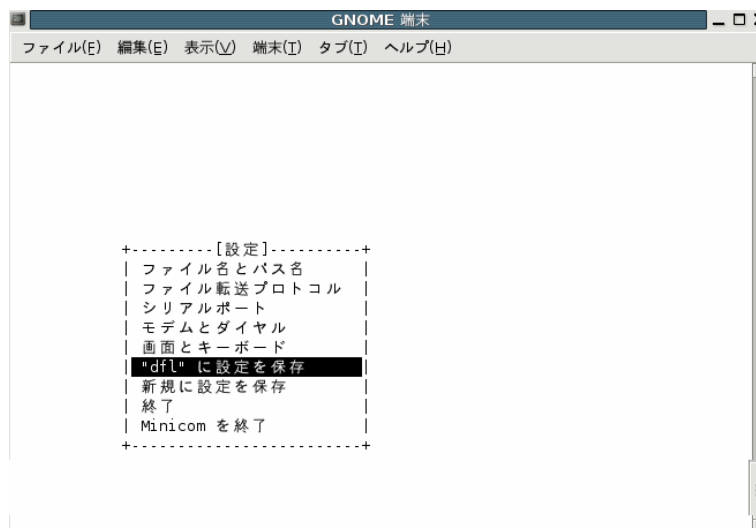 GNOME 端末
ファイル(F) 編集(E) 表示(V) 端末(T) タブ(T) ヘルプ(H)
+---------[設定]----------+
| ファイル名とパス名 |
| ファイル転送プロトコル |
| シリアルポート |
| モデムとダイヤル |
| 画面とキーボード |
| "dfl" に設定を保存 |
| 新規に設定を保存 |
| 終了 |
| Minicom を終了 |
+-------------------------+